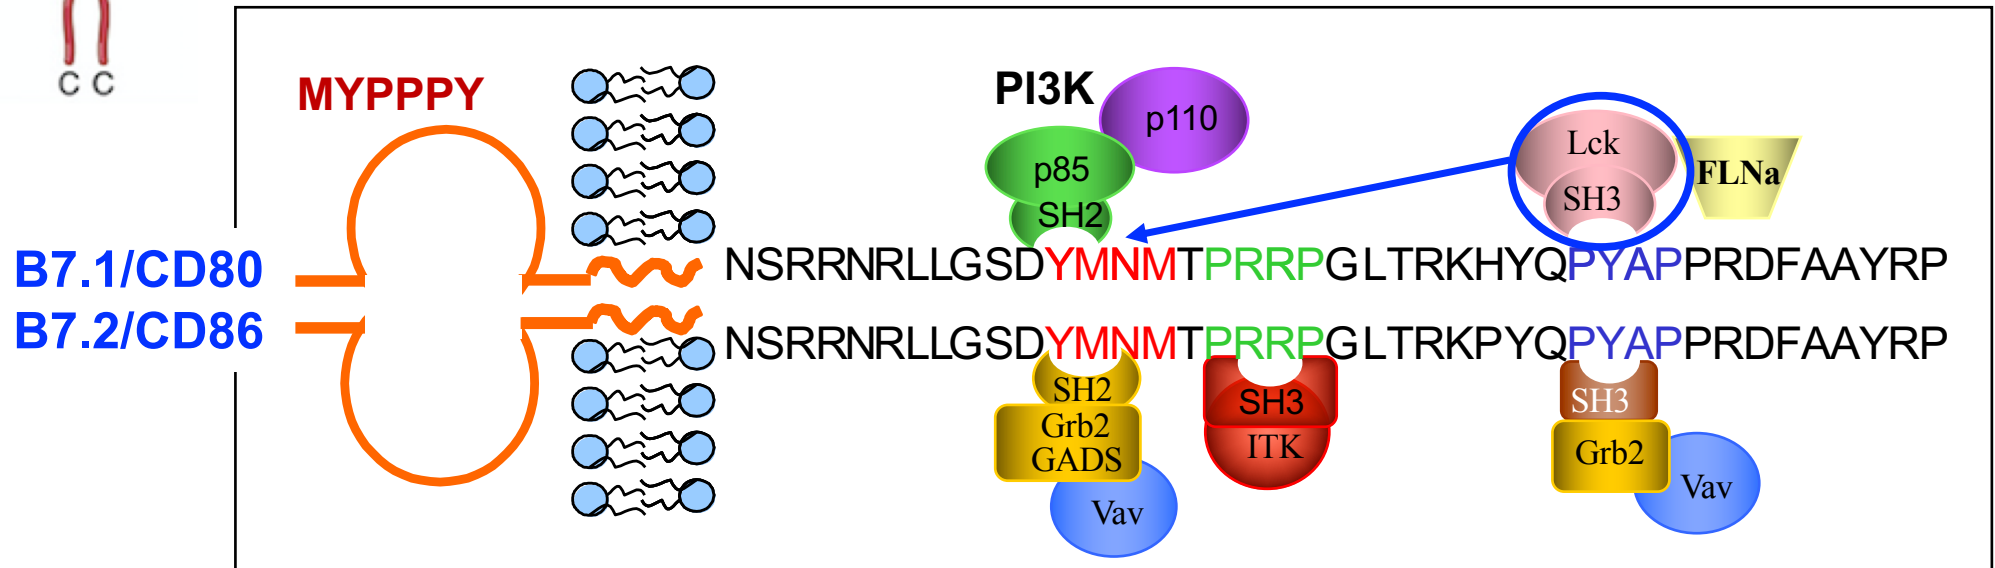 C C
MYPPPY
PI3K
p110
p85
SH2
Lck
SH3
FLNa
B7.1/CD80
NSRRNRLLGSDYMNMTPRRPGLTRKHYQPYAPPRDFAAYRP
B7.2/CD86
NSRRNRLLGSDYMNMTPRRPGLTRKPYQPYAPPRDFAAYRP
SH2
Grb2
GADS
Vav
SH3
ITK
SH3
Grb2
Vav